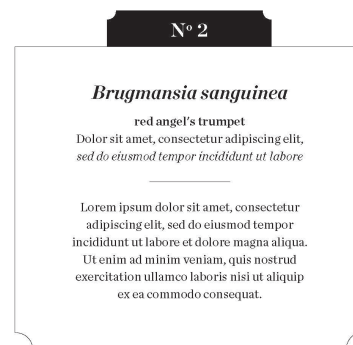 Nº 2
Brugmansia sanguinea
red angel's trumpet
Dolor sit amet, consectetur adipiscing elit,
sed do eiusmod tempor incididunt ut labore
Lorem ipsum dolor sit amet, consectetur
adipiscing elit, sed do eiusmod tempor
incididunt ut labore et dolore magna aliqua.
Ut enim ad minim veniam, quis nostrud
exercitation ullamco laboris nisi ut aliquip
ex ea commodo consequat.